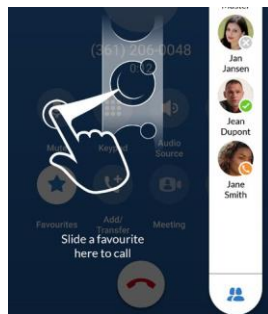 Master
(361) 206-0048
0:12
Jan
Jansen
Jean
Dupont
Mute
Keypad
Audio
Source
Jane
Smith
Favourites
Add/
Transfer
Meeting
Slide a favourite
here to call